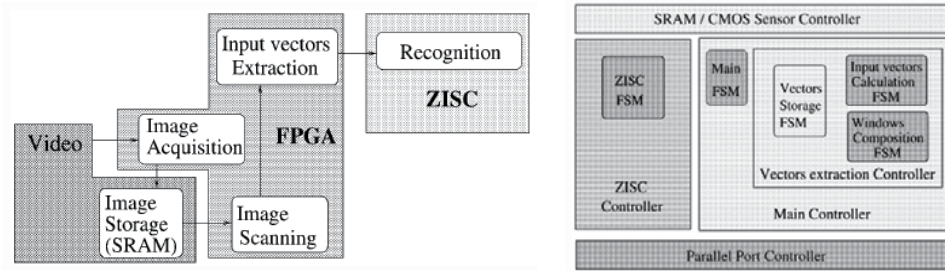 Input vectors
Extraction
Recognition
ZISC
FPGA
Video
Image
Acquisition
Image
Storage
(SRAM)
Image
Scanning
SRAM / CMOS Sensor Controller
ZISC
FSM
ZISC
Controller
Main
FSM
Vectors
Storage
FSM
Input vectors
Calculation
FSM
Windows
Composition
FSM
Vectors extraction Controller
Main Controller
Parallel Port Controller